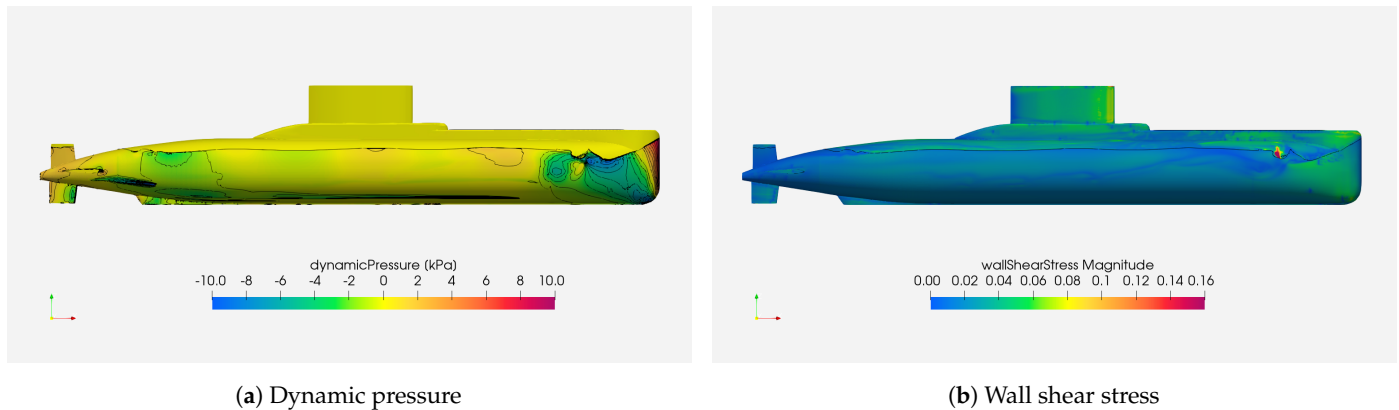 dynamicPressure (kPa)
-10.0 -8 -6 -4 -2 0 2 4 6 8 10.0
wallShearStress Magnitude
0.00 0.02 0.04 0.06 0.08 0.1 0.12 0.14 0.16
(a) Dynamic pressure
(b) Wall shear stress